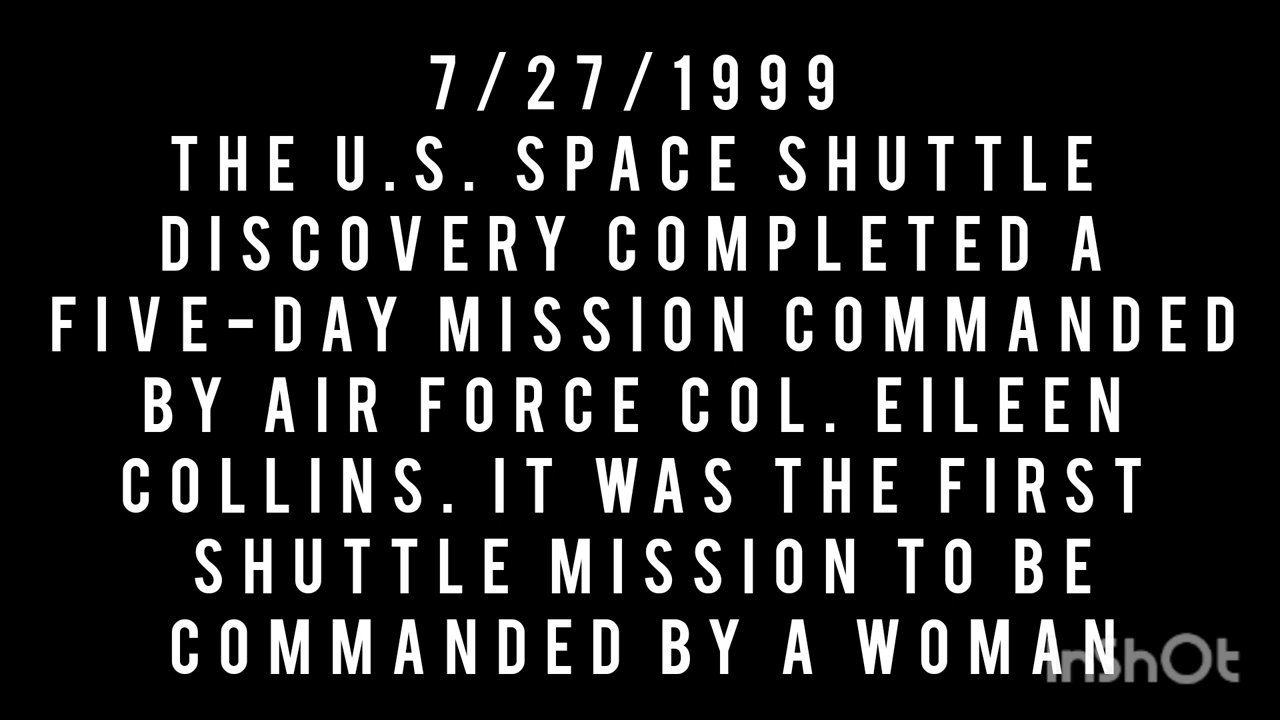 7/27/1999
THE U.S. SPACE SHUTTLE
DISCOVERY COMPLETED A
FIVE-DAY MISSION COMMANDED
BY AIR FORCE COL. EILEEN
COLLINS. IT WAS THE FIRST
SHUTTLE MISSION TO BE
COMMANDED BY A WOMAN
InShOt